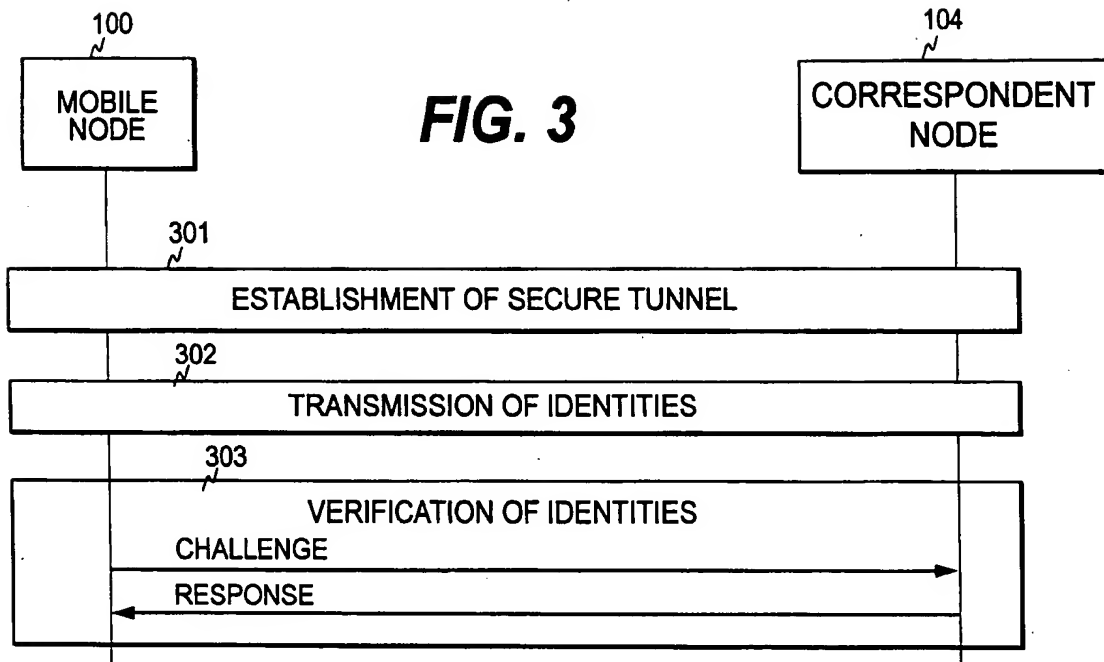 100
104
MOBILE
NODE
FIG. 3
CORRESPONDENT
NODE
301
ESTABLISHMENT OF SECURE TUNNEL
302
TRANSMISSION OF IDENTITIES
303
VERIFICATION OF IDENTITIES
CHALLENGE
RESPONSE